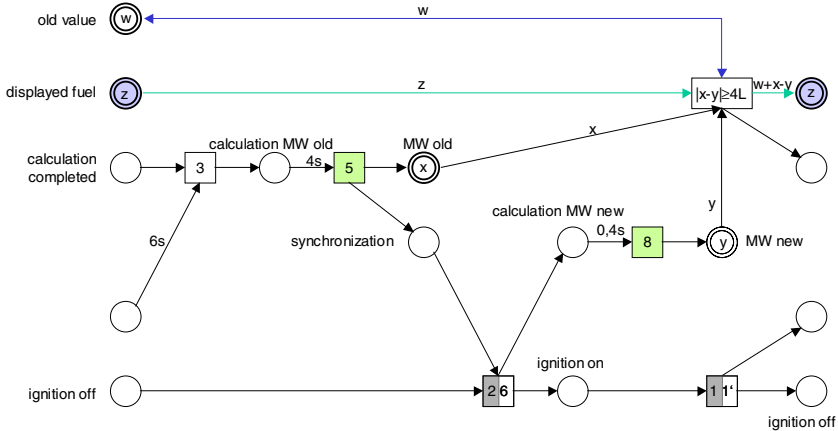 w
old value
w
displayed fuel
z
z
|x-y|≥4L
w+x-y
z
x
calculation MW old
MW old
calculation
completed
3
4s
5
x
y
calculation MW new
6s
synchronization
0,4s
8
y
MW new
ignition on
ignition off
2 6
1 1'
ignition off